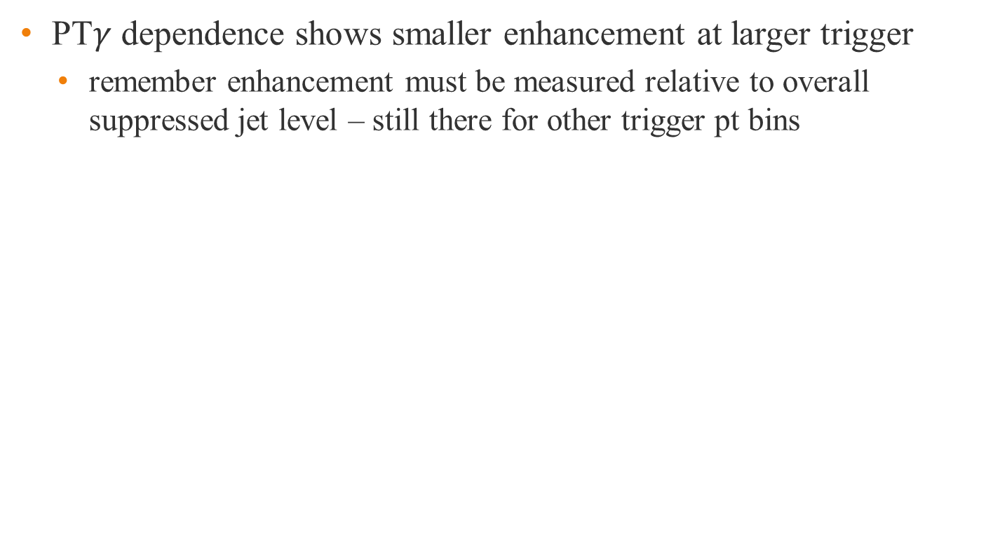 • PT𝛾 dependence shows smaller enhancement at larger trigger
• remember enhancement must be measured relative to overall
suppressed jet level – still there for other trigger pt bins